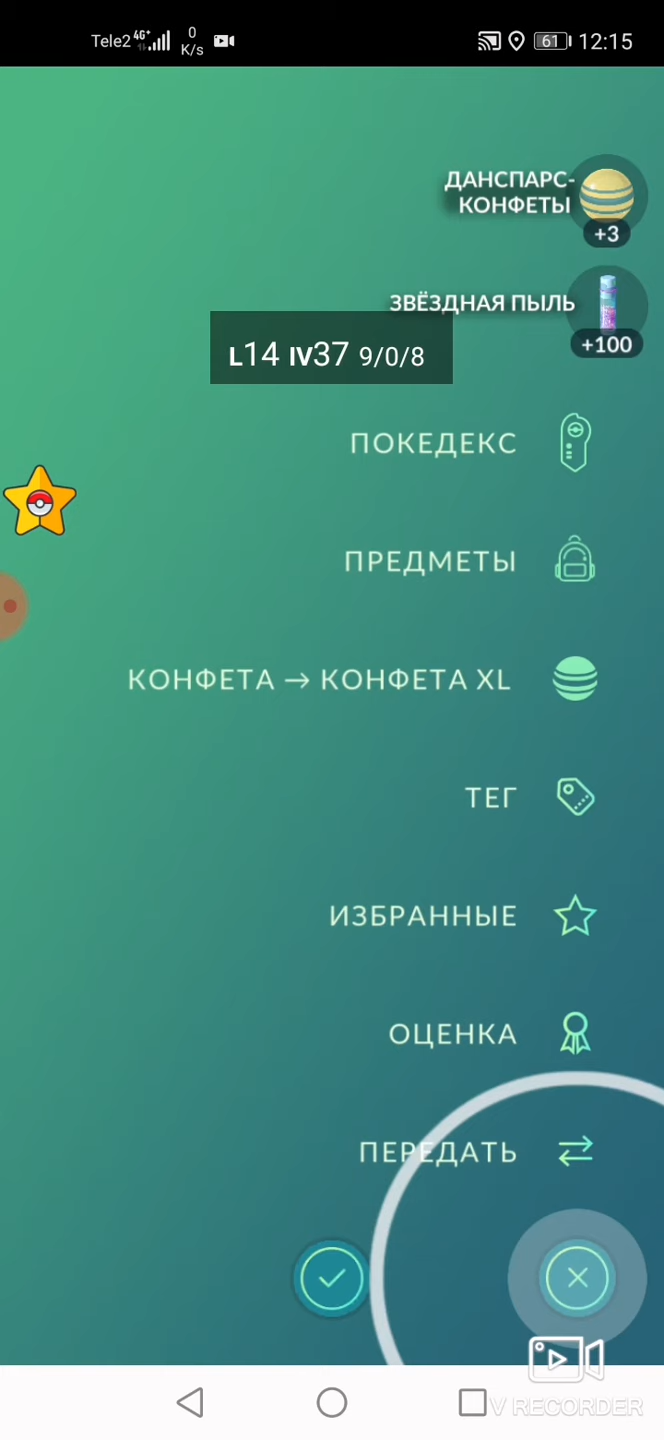 Tele2 4G+ 0 K/s 61 12:15
ДАНСПАРС-
КОНФЕТЫ
+3
ЗВЁЗДНАЯ ПЫЛЬ
+100
L14 IV37 9/0/8
ПОКЕДЕКС
ПРЕДМЕТЫ
КОНФЕТА → КОНФЕТА XL
ТЕГ
ИЗБРАННЫЕ
ОЦЕНКА
ПЕРЕДАТЬ
V RECORDER